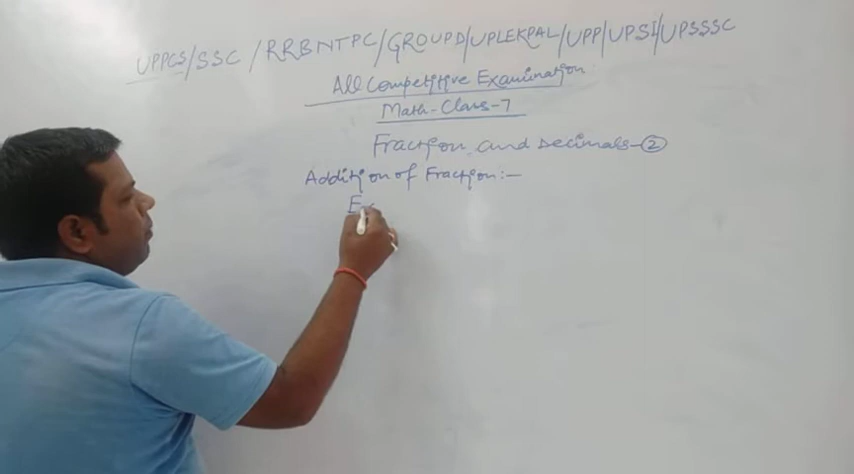 UPPCS/SSC/RRBNTPC/GROUPD/UPLEKPAL/UPP/UPSI/UPSSSC
All Competitive Examination
Math-Class-7
Fraction and Decimals-②
Addition of Fraction:-
Ex